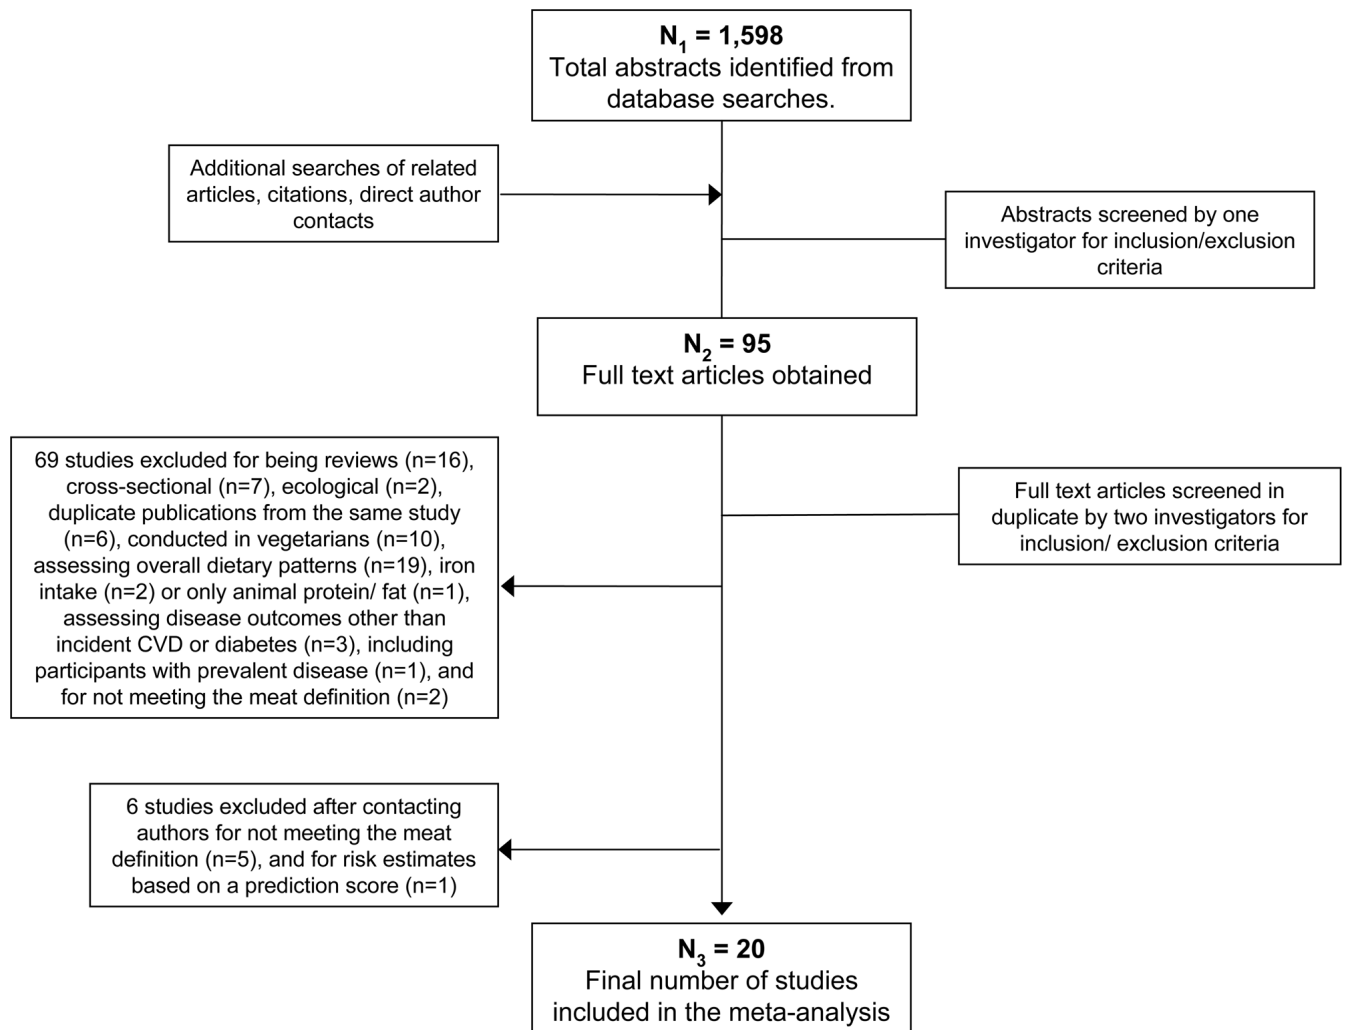 N1 = 1,598
Total abstracts identified from
database searches.
Additional searches of related
articles, citations, direct author
contacts
Abstracts screened by one
investigator for inclusion/exclusion
criteria
N2 = 95
Full text articles obtained
69 studies excluded for being reviews (n=16),
cross-sectional (n=7), ecological (n=2),
duplicate publications from the same study
(n=6), conducted in vegetarians (n=10),
assessing overall dietary patterns (n=19), iron
intake (n=2) or only animal protein/ fat (n=1),
assessing disease outcomes other than
incident CVD or diabetes (n=3), including
participants with prevalent disease (n=1), and
for not meeting the meat definition (n=2)
Full text articles screened in
duplicate by two investigators for
inclusion/ exclusion criteria
6 studies excluded after contacting
authors for not meeting the meat
definition (n=5), and for risk estimates
based on a prediction score (n=1)
N3 = 20
Final number of studies
included in the meta-analysis